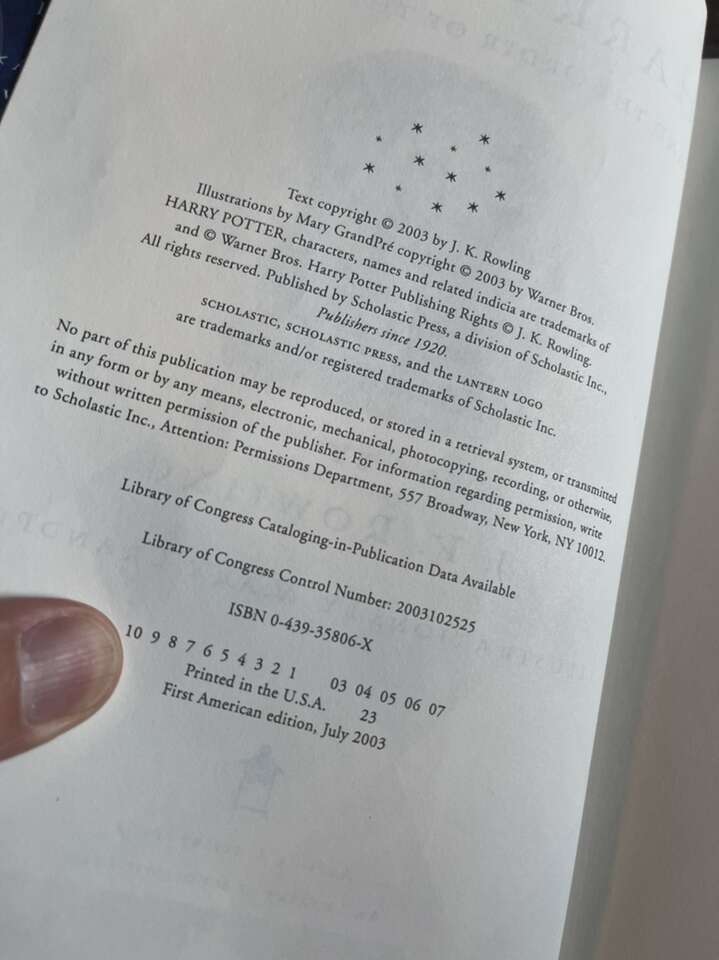 Text copyright © 2003 by J. K. Rowling
Illustrations by Mary GrandPré copyright © 2003 by Warner Bros.
HARRY POTTER, characters, names and related indicia are trademarks of
and © Warner Bros. Harry Potter Publishing Rights © J. K. Rowling.
All rights reserved. Published by Scholastic Press, a division of Scholastic Inc.,
Publishers since 1920.
SCHOLASTIC, SCHOLASTIC PRESS, and the LANTERN LOGO
are trademarks and/or registered trademarks of Scholastic Inc.
No part of this publication may be reproduced, or stored in a retrieval system, or transmitted
in any form or by any means, electronic, mechanical, photocopying, recording, or otherwise,
without written permission of the publisher. For information regarding permission, write
to Scholastic Inc., Attention: Permissions Department, 557 Broadway, New York, NY 10012.
Library of Congress Cataloging-in-Publication Data Available
Library of Congress Control Number: 2003102525
ISBN 0-439-35806-X
10 9 8 7 6 5 4 3 2 1 03 04 05 06 07
Printed in the U.S.A. 23
First American edition, July 2003